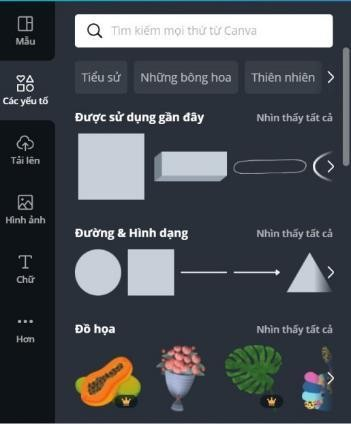 Mẫu
Các yếu tố
Tải lên
Hình ảnh
Chữ
Hơn
Tìm kiếm mọi thứ từ Canva
Tiểu sử
Những bông hoa
Thiên nhiên
Được sử dụng gần đây
Nhìn thấy tất cả
Đường & Hình dạng
Nhìn thấy tất cả
Đồ họa
Nhìn thấy tất cả